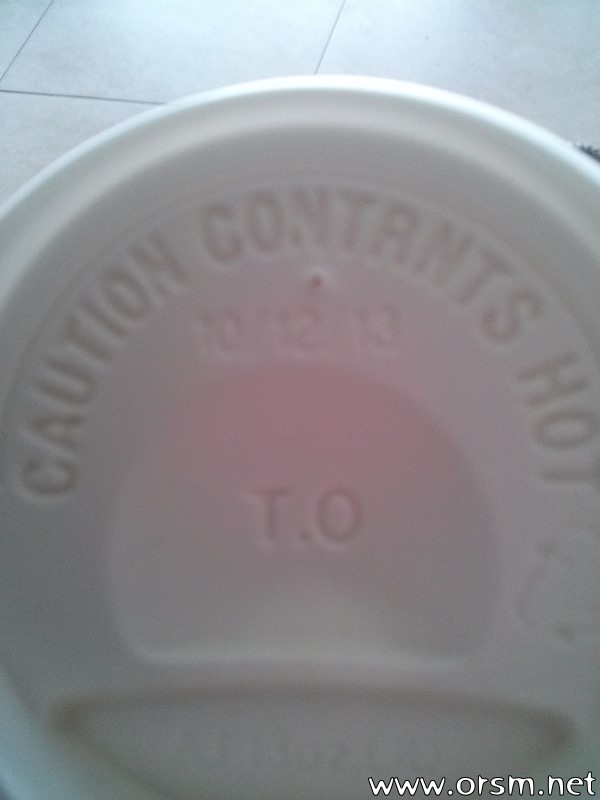 CAUTION CONTRNTS HOT
10/12/13
T.O
www.orsm.net